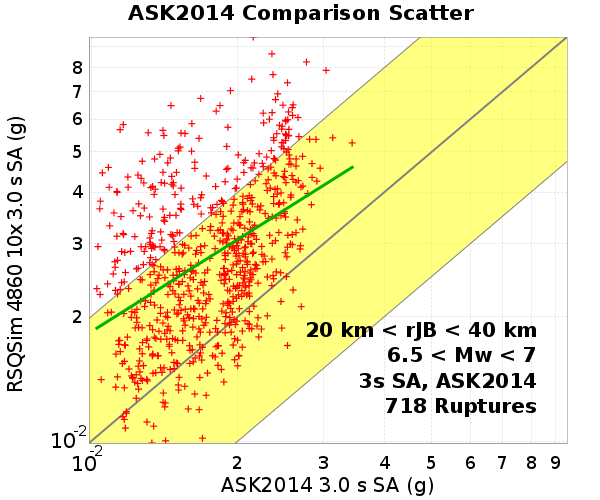 ASK2014 Comparison Scatter
RSQSim 4860 10x 3.0 s SA (g)
8
7
6
5
4
3
2
10-2
20 km < rJB < 40 km
6.5 < Mw < 7
3s SA, ASK2014
718 Ruptures
10-2 2 3 4 5 6 7 8 9
ASK2014 3.0 s SA (g)